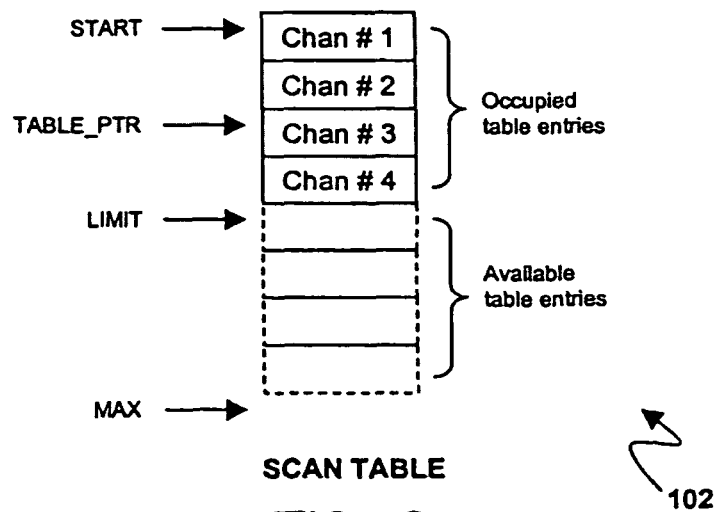 START
Chan # 1
Chan # 2
Occupied
table entries
TABLE_PTR
Chan # 3
Chan # 4
LIMIT
Available
table entries
MAX
SCAN TABLE
102